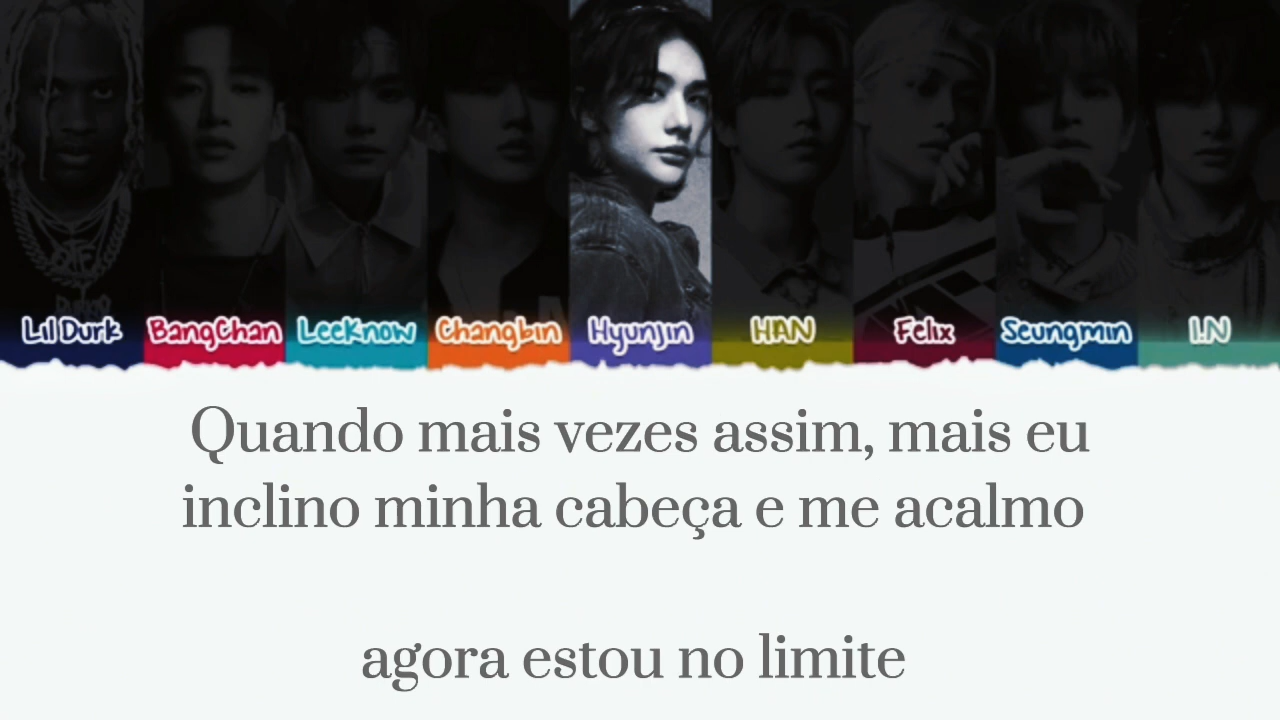 Lil Durk BangChan LeeKnow Changbin Hyunjin HAN Felix Seungmin I.N
Quando mais vezes assim, mais eu
inclino minha cabeça e me acalmo
agora estou no limite